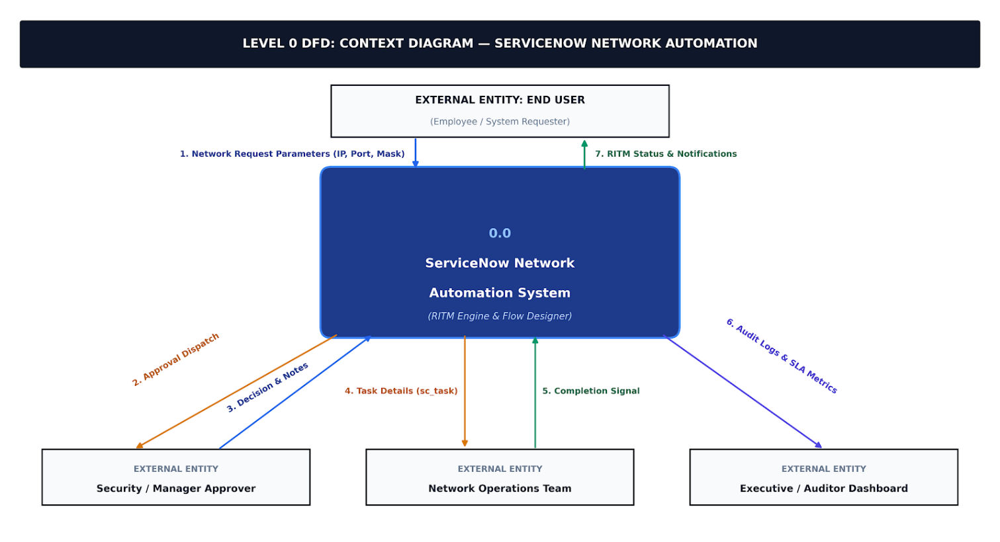 LEVEL 0 DFD: CONTEXT DIAGRAM — SERVICENOW NETWORK AUTOMATION
EXTERNAL ENTITY: END USER
(Employee / System Requester)
1. Network Request Parameters (IP, Port, Mask)
7. RITM Status & Notifications
0.0
ServiceNow Network
Automation System
(RITM Engine & Flow Designer)
2. Approval Dispatch
3. Decision & Notes
4. Task Details (sc_task)
5. Completion Signal
6. Audit Logs & SLA Metrics
EXTERNAL ENTITY
Security / Manager Approver
EXTERNAL ENTITY
Network Operations Team
EXTERNAL ENTITY
Executive / Auditor Dashboard